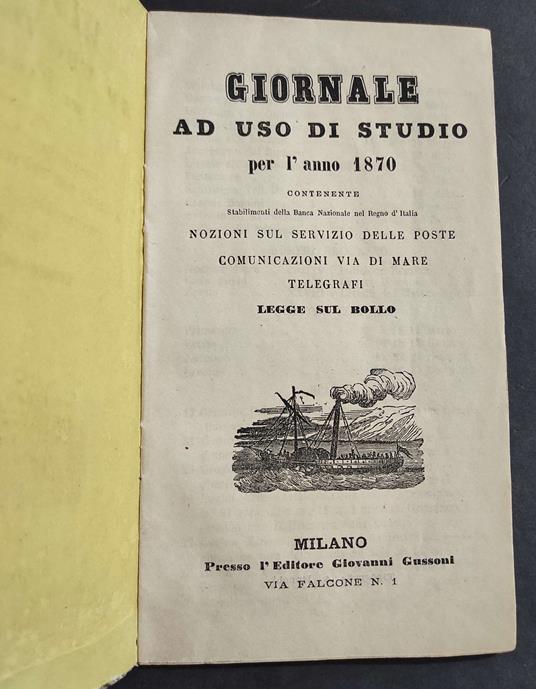 GIORNALE
AD USO DI STUDIO
per l'anno 1870
CONTENENTE
Stabilimenti della Banca Nazionale nel Regno d'Italia
NOZIONI SUL SERVIZIO DELLE POSTE
COMUNICAZIONI VIA DI MARE
TELEGRAFI
LEGGE SUL BOLLO
MILANO
Presso l'Editore Giovanni Gussoni
VIA FALCONE N. 1